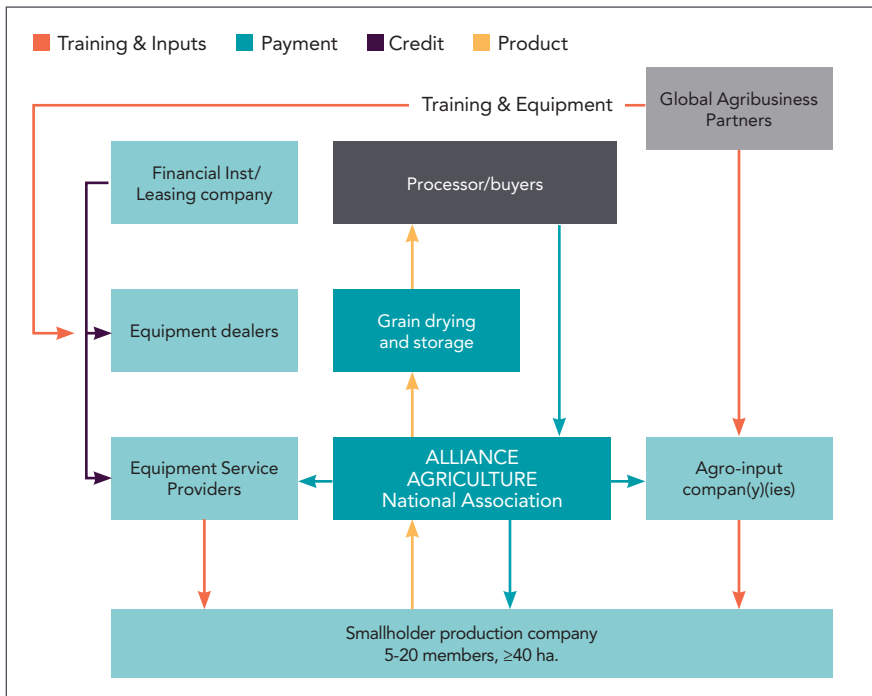 Training & Inputs
Payment
Credit
Product
Training & Equipment
Global Agribusiness
Partners
Financial Inst/
Leasing company
Processor/buyers
Equipment dealers
Grain drying
and storage
Equipment Service
Providers
ALLIANCE
AGRICULTURE
National Association
Agro-input
compan(y)(ies)
Smallholder production company
5-20 members, ≥40 ha.